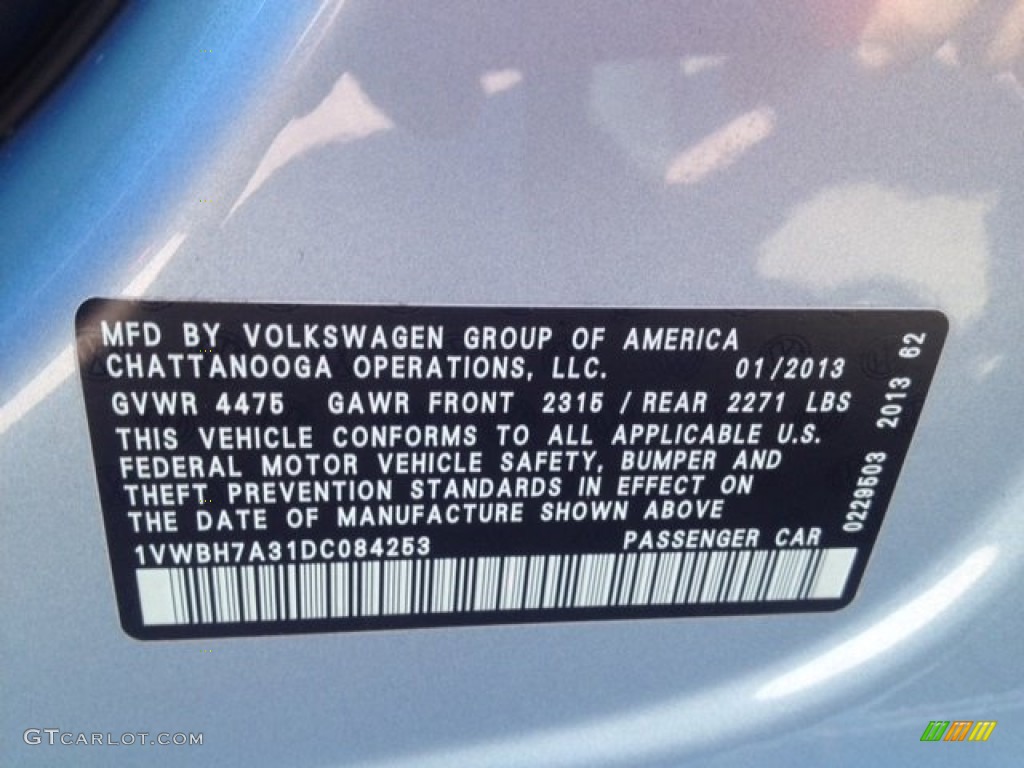 MFD BY VOLKSWAGEN GROUP OF AMERICA
CHATTANOOGA OPERATIONS, LLC. 01/2013
GVWR 4475 GAWR FRONT 2315 / REAR 2271 LBS
THIS VEHICLE CONFORMS TO ALL APPLICABLE U.S.
FEDERAL MOTOR VEHICLE SAFETY, BUMPER AND
THEFT PREVENTION STANDARDS IN EFFECT ON
THE DATE OF MANUFACTURE SHOWN ABOVE
1VWBH7A31DC084253 PASSENGER CAR
0229503 2013 62
GTCARLOT.COM